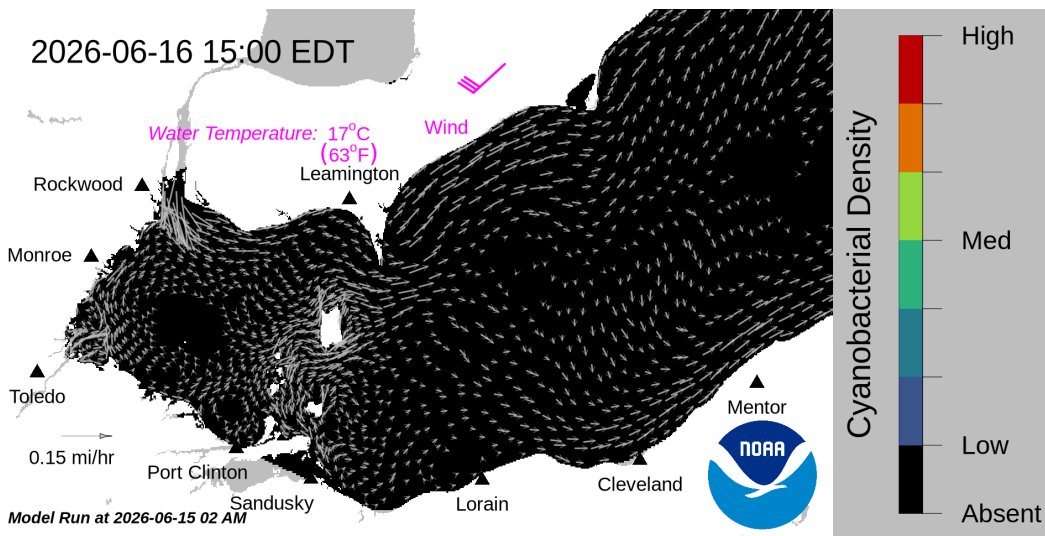 2026-06-16 15:00 EDT
Water Temperature: 17°C
(63°F)
Wind
Leamington
Rockwood
Monroe
Toledo
0.15 mi/hr
Port Clinton
Sandusky
Lorain
Cleveland
Mentor
NOAA
Model Run at 2026-06-15 02 AM
Cyanobacterial Density
High
Med
Low
Absent